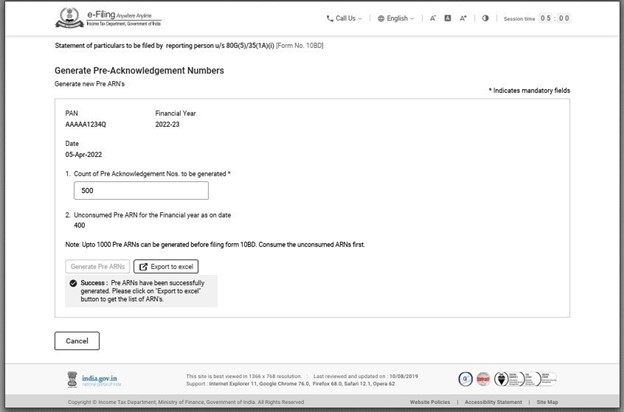 e-Filing Anywhere Anytime
Income Tax Department, Government of India
Call Us
English
A A A
Session time 0 5 : 0 0
Statement of particulars to be filed by reporting person u/s 80G(5)/35(1A)(i) [Form No. 10BD]
Generate Pre-Acknowledgement Numbers
Generate new Pre ARN's
* Indicates mandatory fields
PAN Financial Year
AAAAA1234Q 2022-23
Date
05-Apr-2022
1. Count of Pre Acknowledgement Nos. to be generated *
500
2. Unconsumed Pre ARN for the Financial year as on date
400
Note: Upto 1000 Pre ARNs can be generated before filing form 10BD. Consume the unconsumed ARNs first.
Generate Pre ARNs Export to excel
Success : Pre ARNs have been successfully
generated. Please click on "Export to excel"
button to get the list of ARN's.
Cancel
india.gov.in
national portal of india
This site is best viewed in 1366 x 768 resolution. | Last reviewed and updated on : 10/08/2019
Support : Internet Explorer 11, Google Chrome 76.0, Firefox 68.0, Safari 12.1, Opera 62
Copyright © Income Tax Department, Ministry of Finance, Government of India. All Rights Reserved
Website Policies | Accessibility Statement | Site Map